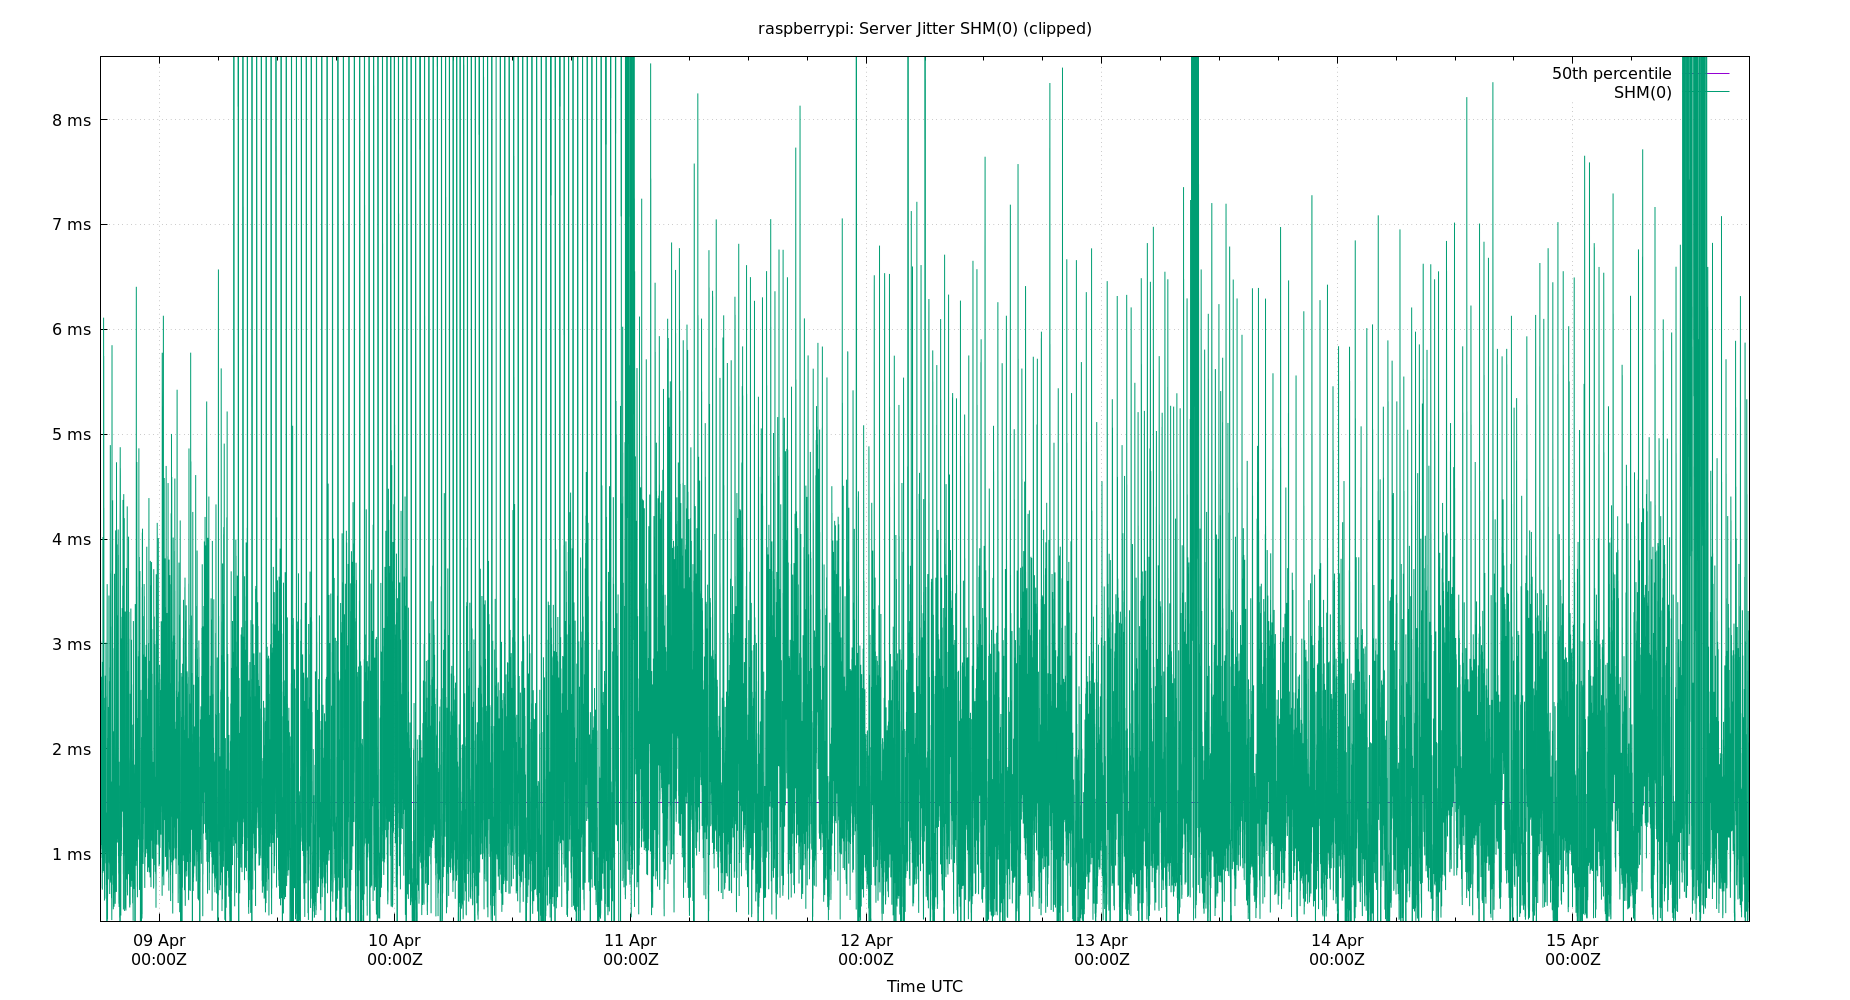 raspberrypi: Server Jitter SHM(0) (clipped)
50th percentile
SHM(0)
8 ms
7 ms
6 ms
5 ms
4 ms
3 ms
2 ms
1 ms
09 Apr 10 Apr 11 Apr 12 Apr 13 Apr 14 Apr 15 Apr
00:00Z 00:00Z 00:00Z 00:00Z 00:00Z 00:00Z 00:00Z
Time UTC